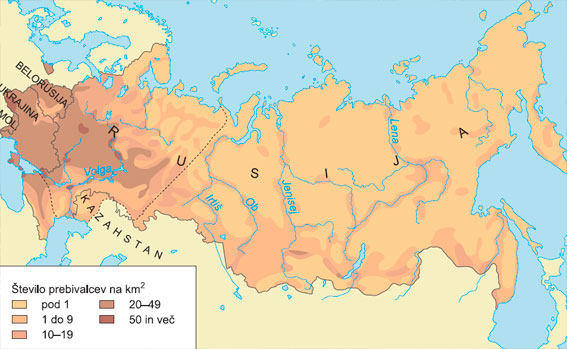 BELORUSIJA
UKRAJINA
MOL.
R U S I J A
Volga
KAZAHSTAN
Irtiš
Ob
Jenisej
Lena
Število prebivalcev na km²
pod 1
1 do 9
10–19
20–49
50 in več